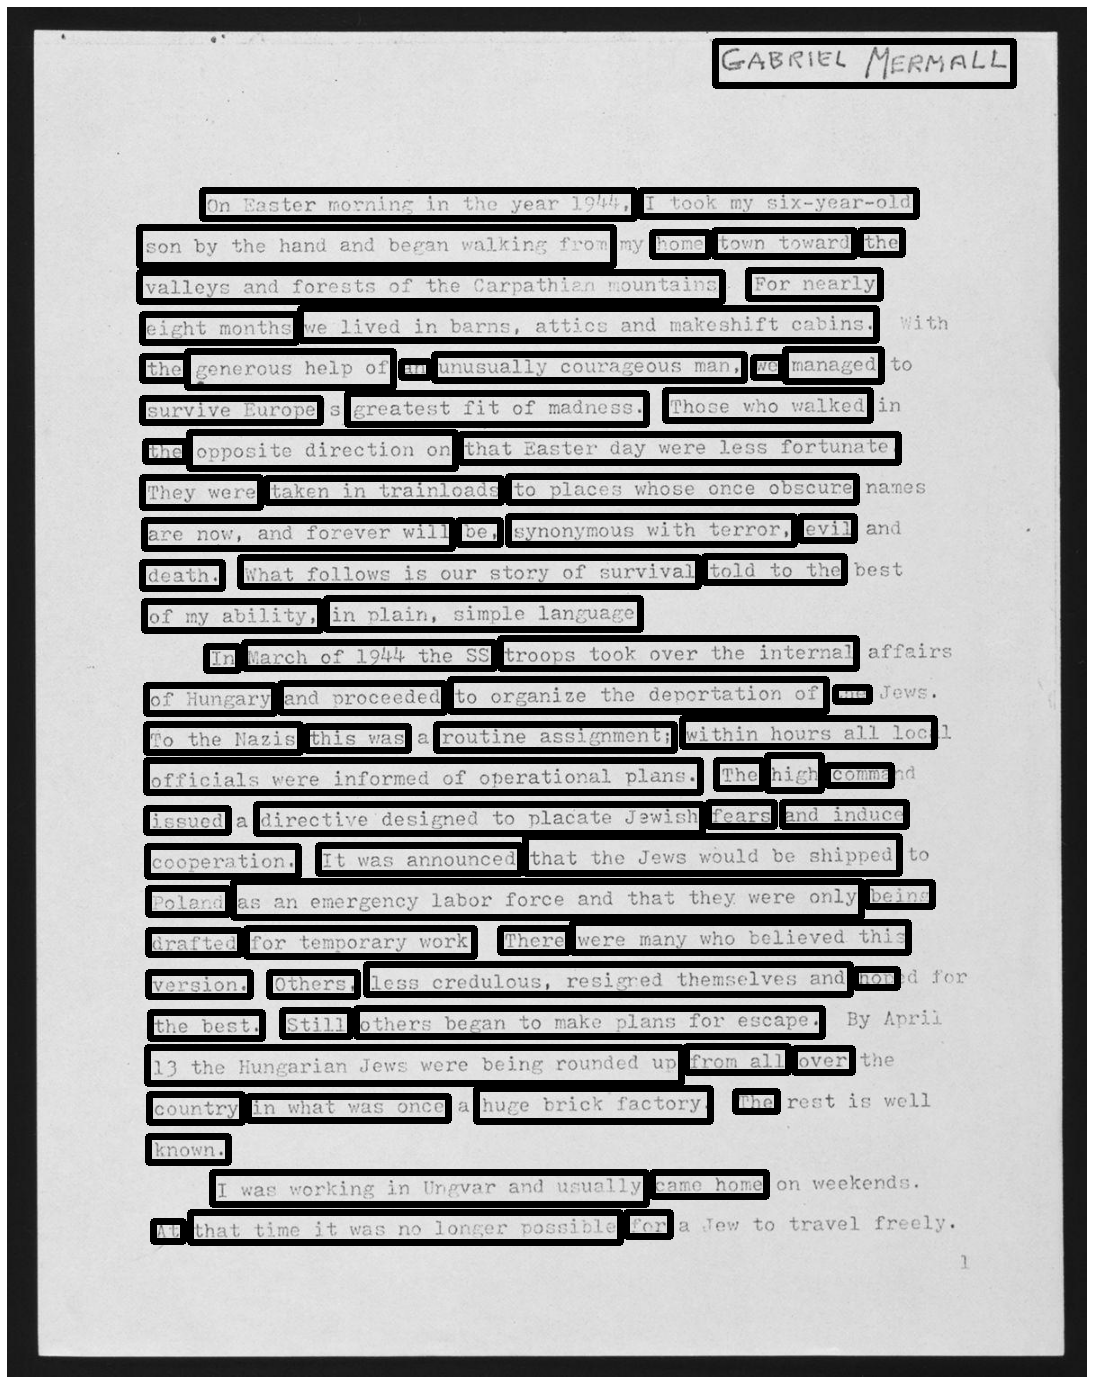 GABRIEL MERMALL
On Easter morning in the year 1944, I took my six-year-old
son by the hand and began walking from my home town toward the
valleys and forests of the Carpathian mountains For nearly
eight months we lived in barns, attics and makeshift cabins. With
the generous help of an unusually courageous man, we managed to
survive Europe s greatest fit of madness. Those who walked in
the opposite direction on that Easter day were less fortunate.
They were taken in trainloads to places whose once obscure names
are now, and forever will be, synonymous with terror, evil and
death. What follows is our story of survival told to the best
of my ability, in plain, simple language
In March of 1944 the SS troops took over the internal affairs
of Hungary and proceeded to organize the deportation of the Jews.
To the Nazis this was a routine assignment; within hours all local
officials were informed of operational plans. The high command
issued a directive designed to placate Jewish fears and induce
cooperation. It was announced that the Jews would be shipped to
Poland as an emergency labor force and that they were only being
drafted for temporary work There were many who believed this
version. Others, less credulous, resigned themselves and hoped for
the best. Still others began to make plans for escape. By April
13 the Hungarian Jews were being rounded up from all over the
country in what was once a huge brick factory. The rest is well
known.
I was working in Ungvar and usually came home on weekends.
At that time it was no longer possible for a Jew to travel freely.
1